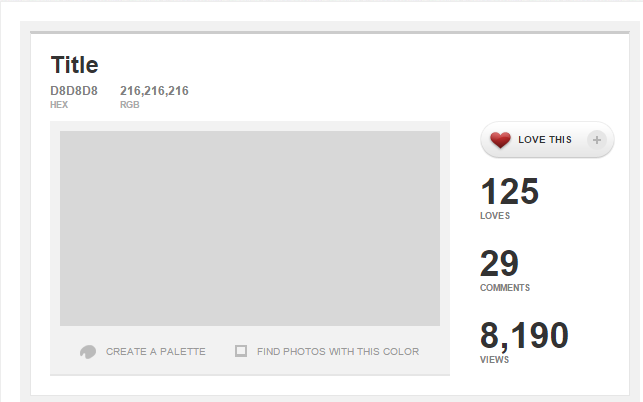 Title
D8D8D8 216,216,216
HEX RGB
LOVE THIS
125
LOVES
29
COMMENTS
8,190
VIEWS
CREATE A PALETTE FIND PHOTOS WITH THIS COLOR